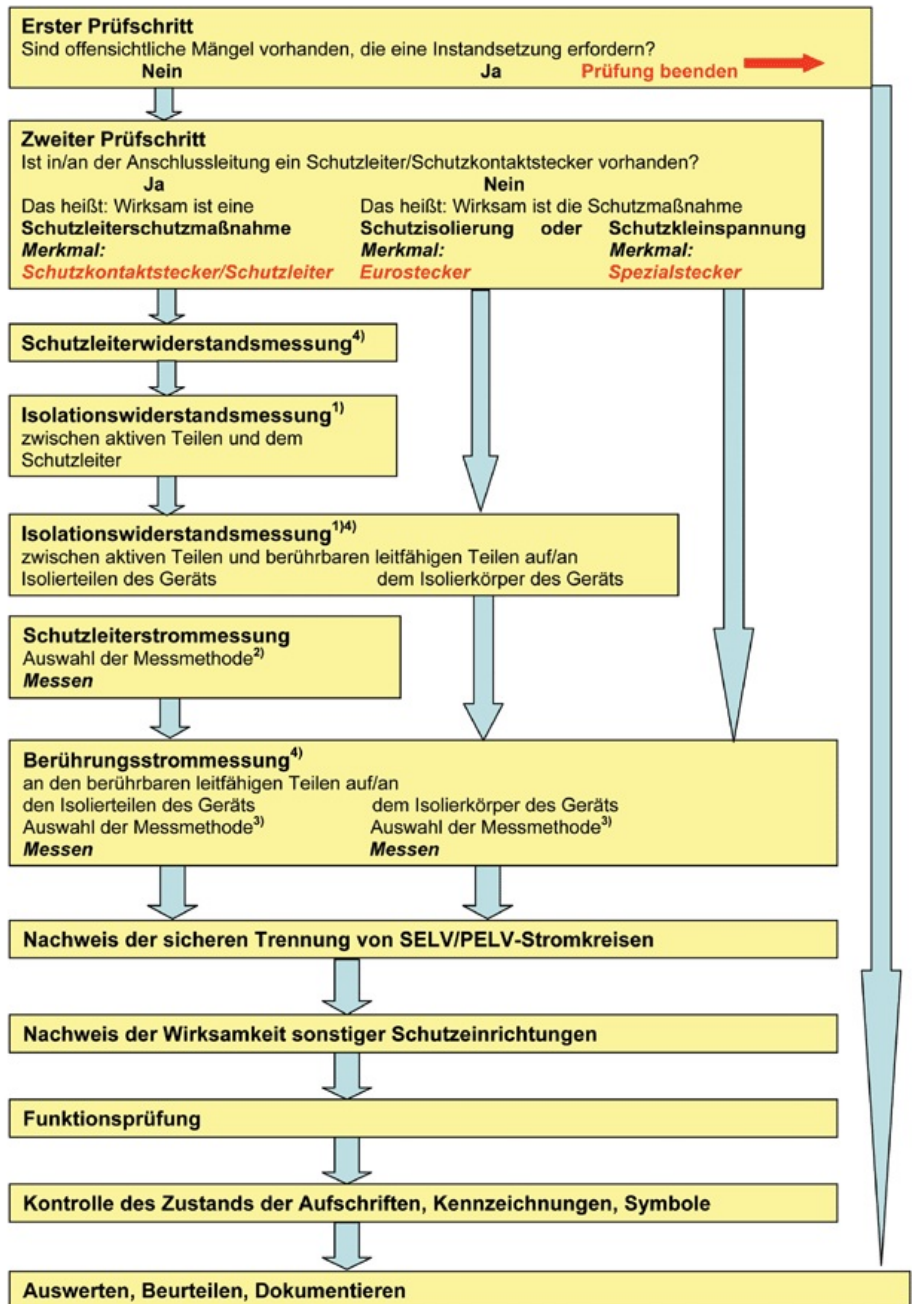 Erster Prüfschritt
Sind offensichtliche Mängel vorhanden, die eine Instandsetzung erfordern?
Nein Ja Prüfung beenden
Zweiter Prüfschritt
Ist in/an der Anschlussleitung ein Schutzleiter/Schutzkontaktstecker vorhanden?
Ja Nein
Das heißt: Wirksam ist eine Das heißt: Wirksam ist die Schutzmaßnahme
Schutzleiterschutzmaßnahme Schutzisolierung oder Schutzkleinspannung
Merkmal: Merkmal: Merkmal:
Schutzkontaktstecker/Schutzleiter Eurostecker Spezialstecker
Schutzleiterwiderstandsmessung4)
Isolationswiderstandsmessung1)
zwischen aktiven Teilen und dem
Schutzleiter
Isolationswiderstandsmessung1)4)
zwischen aktiven Teilen und berührbaren leitfähigen Teilen auf/an
Isolierteilen des Geräts dem Isolierkörper des Geräts
Schutzleiterstrommessung
Auswahl der Messmethode2)
Messen
Berührungsstrommessung4)
an den berührbaren leitfähigen Teilen auf/an
den Isolierteilen des Geräts dem Isolierkörper des Geräts
Auswahl der Messmethode3) Auswahl der Messmethode3)
Messen Messen
Nachweis der sicheren Trennung von SELV/PELV-Stromkreisen
Nachweis der Wirksamkeit sonstiger Schutzeinrichtungen
Funktionsprüfung
Kontrolle des Zustands der Aufschriften, Kennzeichnungen, Symbole
Auswerten, Beurteilen, Dokumentieren